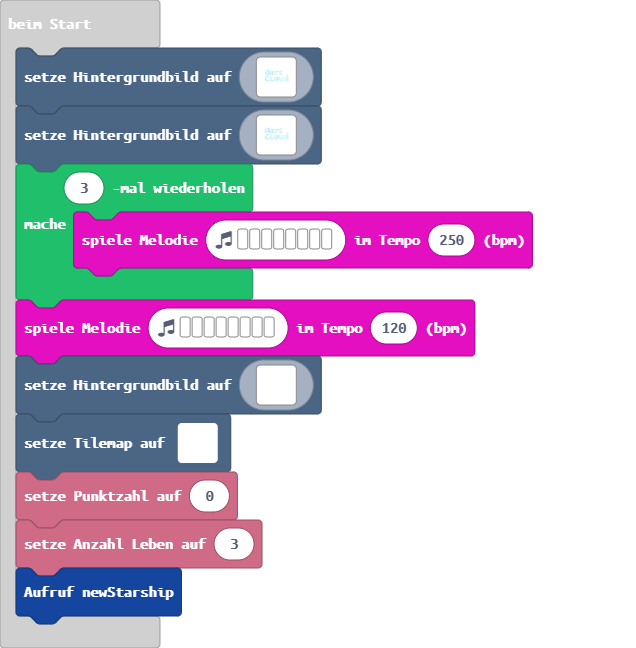 beim Start
setze Hintergrundbild auf
setze Hintergrundbild auf
3 -mal wiederholen
mache
spiele Melodie im Tempo 250 (bpm)
spiele Melodie im Tempo 120 (bpm)
setze Hintergrundbild auf
setze Tilemap auf
setze Punktzahl auf 0
setze Anzahl Leben auf 3
Aufruf newStarship